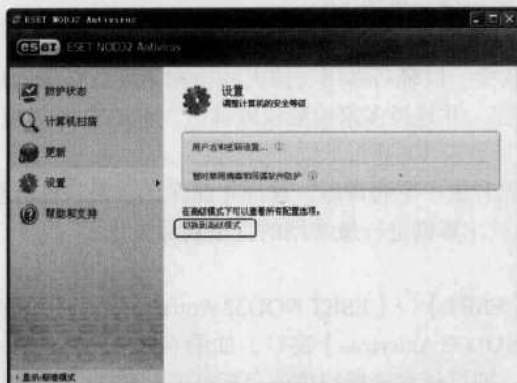 ESET NOD32 Antivirus
eset ESET NOD32 Antivirus
防护状态
计算机扫描
更新
设置
帮助和支持
设置
调整计算机的安全等级
用户名和密码设置...
暂时禁用病毒和间谍软件防护
在高级模式下可以查看所有配置选项。
切换到高级模式
显示:标准模式